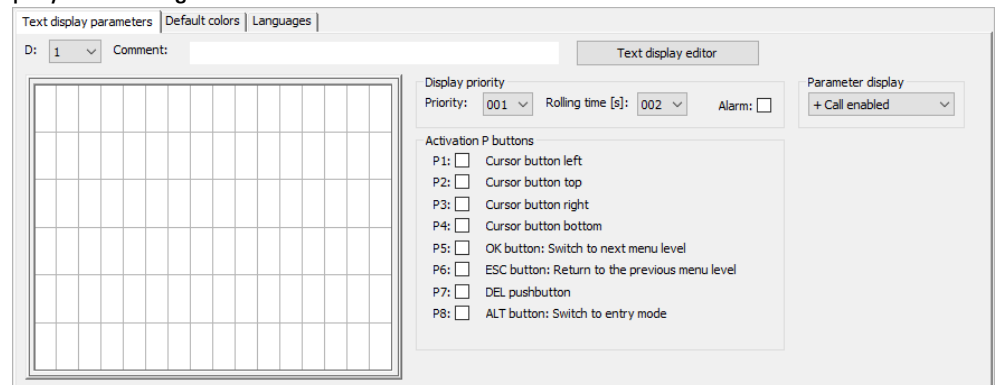 Text display parameters Default colors Languages
D: 1 Comment: Text display editor
Display priority
Priority: 001 Rolling time [s]: 002 Alarm:
Parameter display
+ Call enabled
Activation P buttons
P1: Cursor button left
P2: Cursor button top
P3: Cursor button right
P4: Cursor button bottom
P5: OK button: Switch to next menu level
P6: ESC button: Return to the previous menu level
P7: DEL pushbutton
P8: ALT button: Switch to entry mode